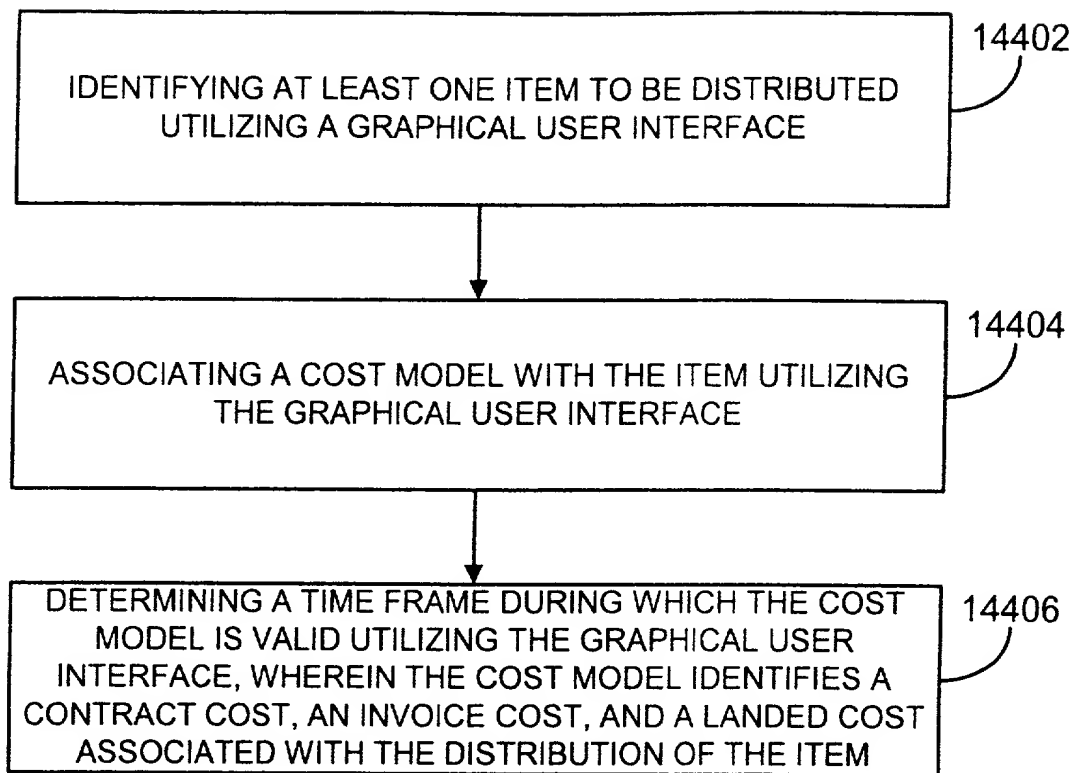 14402
IDENTIFYING AT LEAST ONE ITEM TO BE DISTRIBUTED
UTILIZING A GRAPHICAL USER INTERFACE
14404
ASSOCIATING A COST MODEL WITH THE ITEM UTILIZING
THE GRAPHICAL USER INTERFACE
14406
DETERMINING A TIME FRAME DURING WHICH THE COST
MODEL IS VALID UTILIZING THE GRAPHICAL USER
INTERFACE, WHEREIN THE COST MODEL IDENTIFIES A
CONTRACT COST, AN INVOICE COST, AND A LANDED COST
ASSOCIATED WITH THE DISTRIBUTION OF THE ITEM